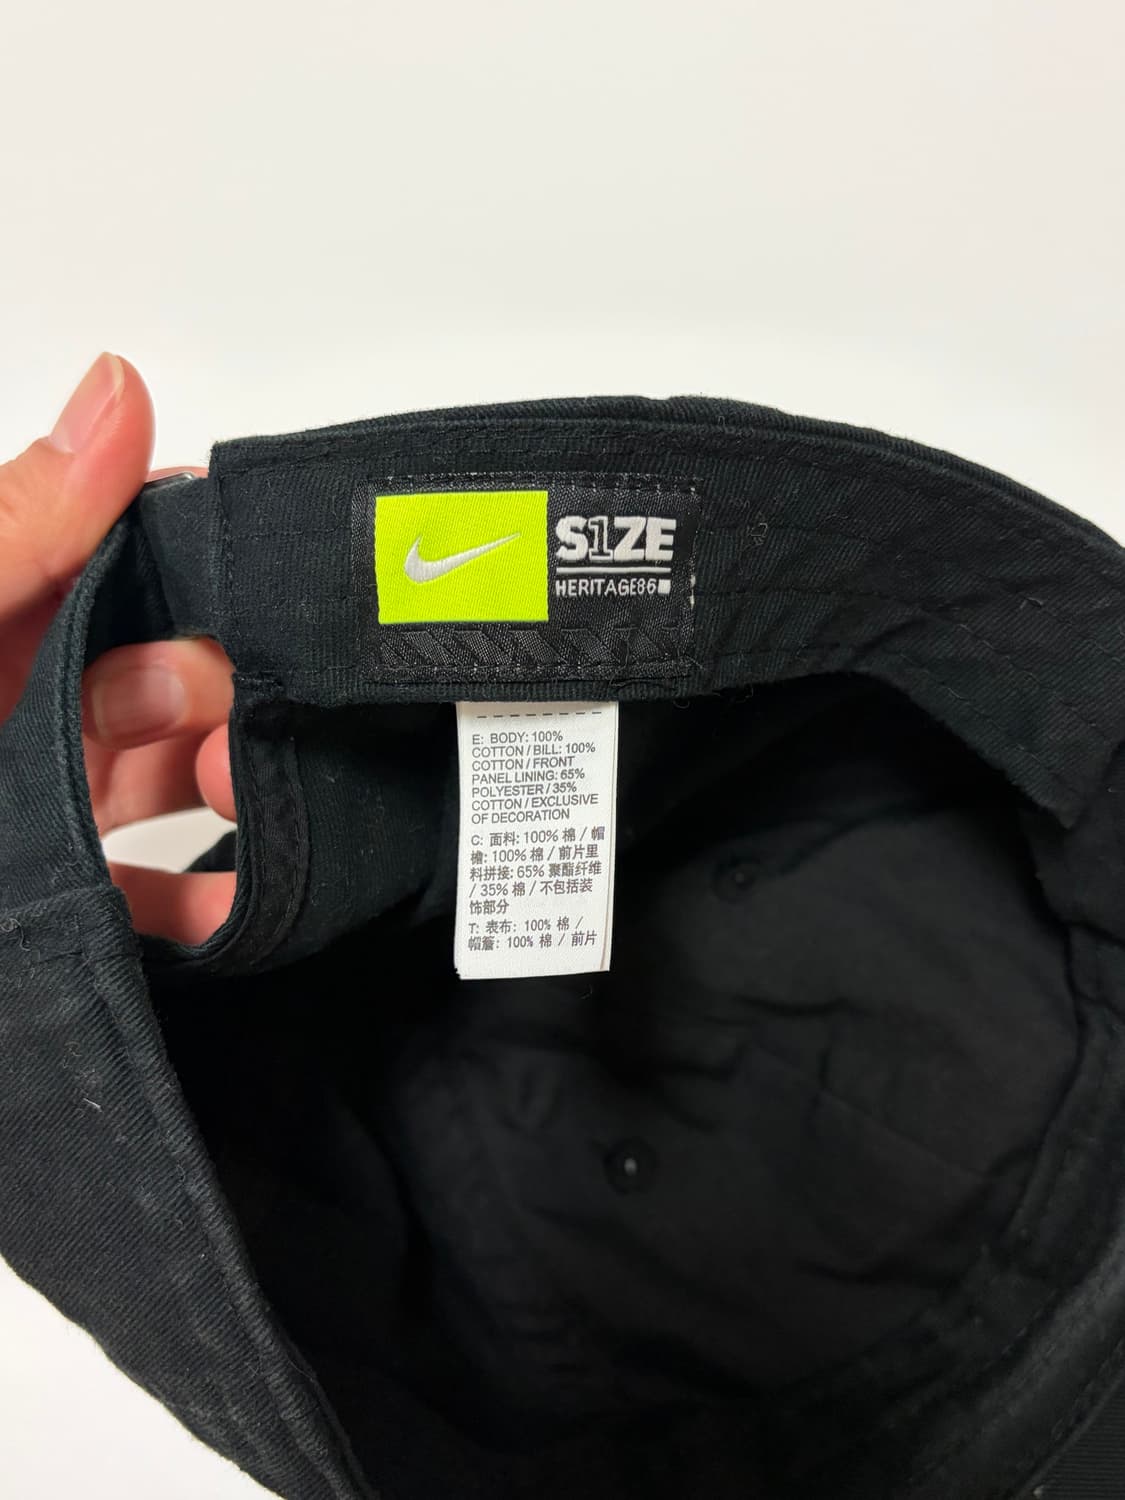 S1ZE
HERITAGE86
E: BODY: 100%
COTTON / BILL: 100%
COTTON / FRONT
PANEL LINING: 65%
POLYESTER / 35%
COTTON / EXCLUSIVE
OF DECORATION
C: 面料: 100% 棉 / 帽
檐: 100% 棉 / 前片里
料拼接: 65% 聚酯纤维
/ 35% 棉 / 不包括装
饰部分
T: 表布: 100% 棉 /
帽簷: 100% 棉 / 前片